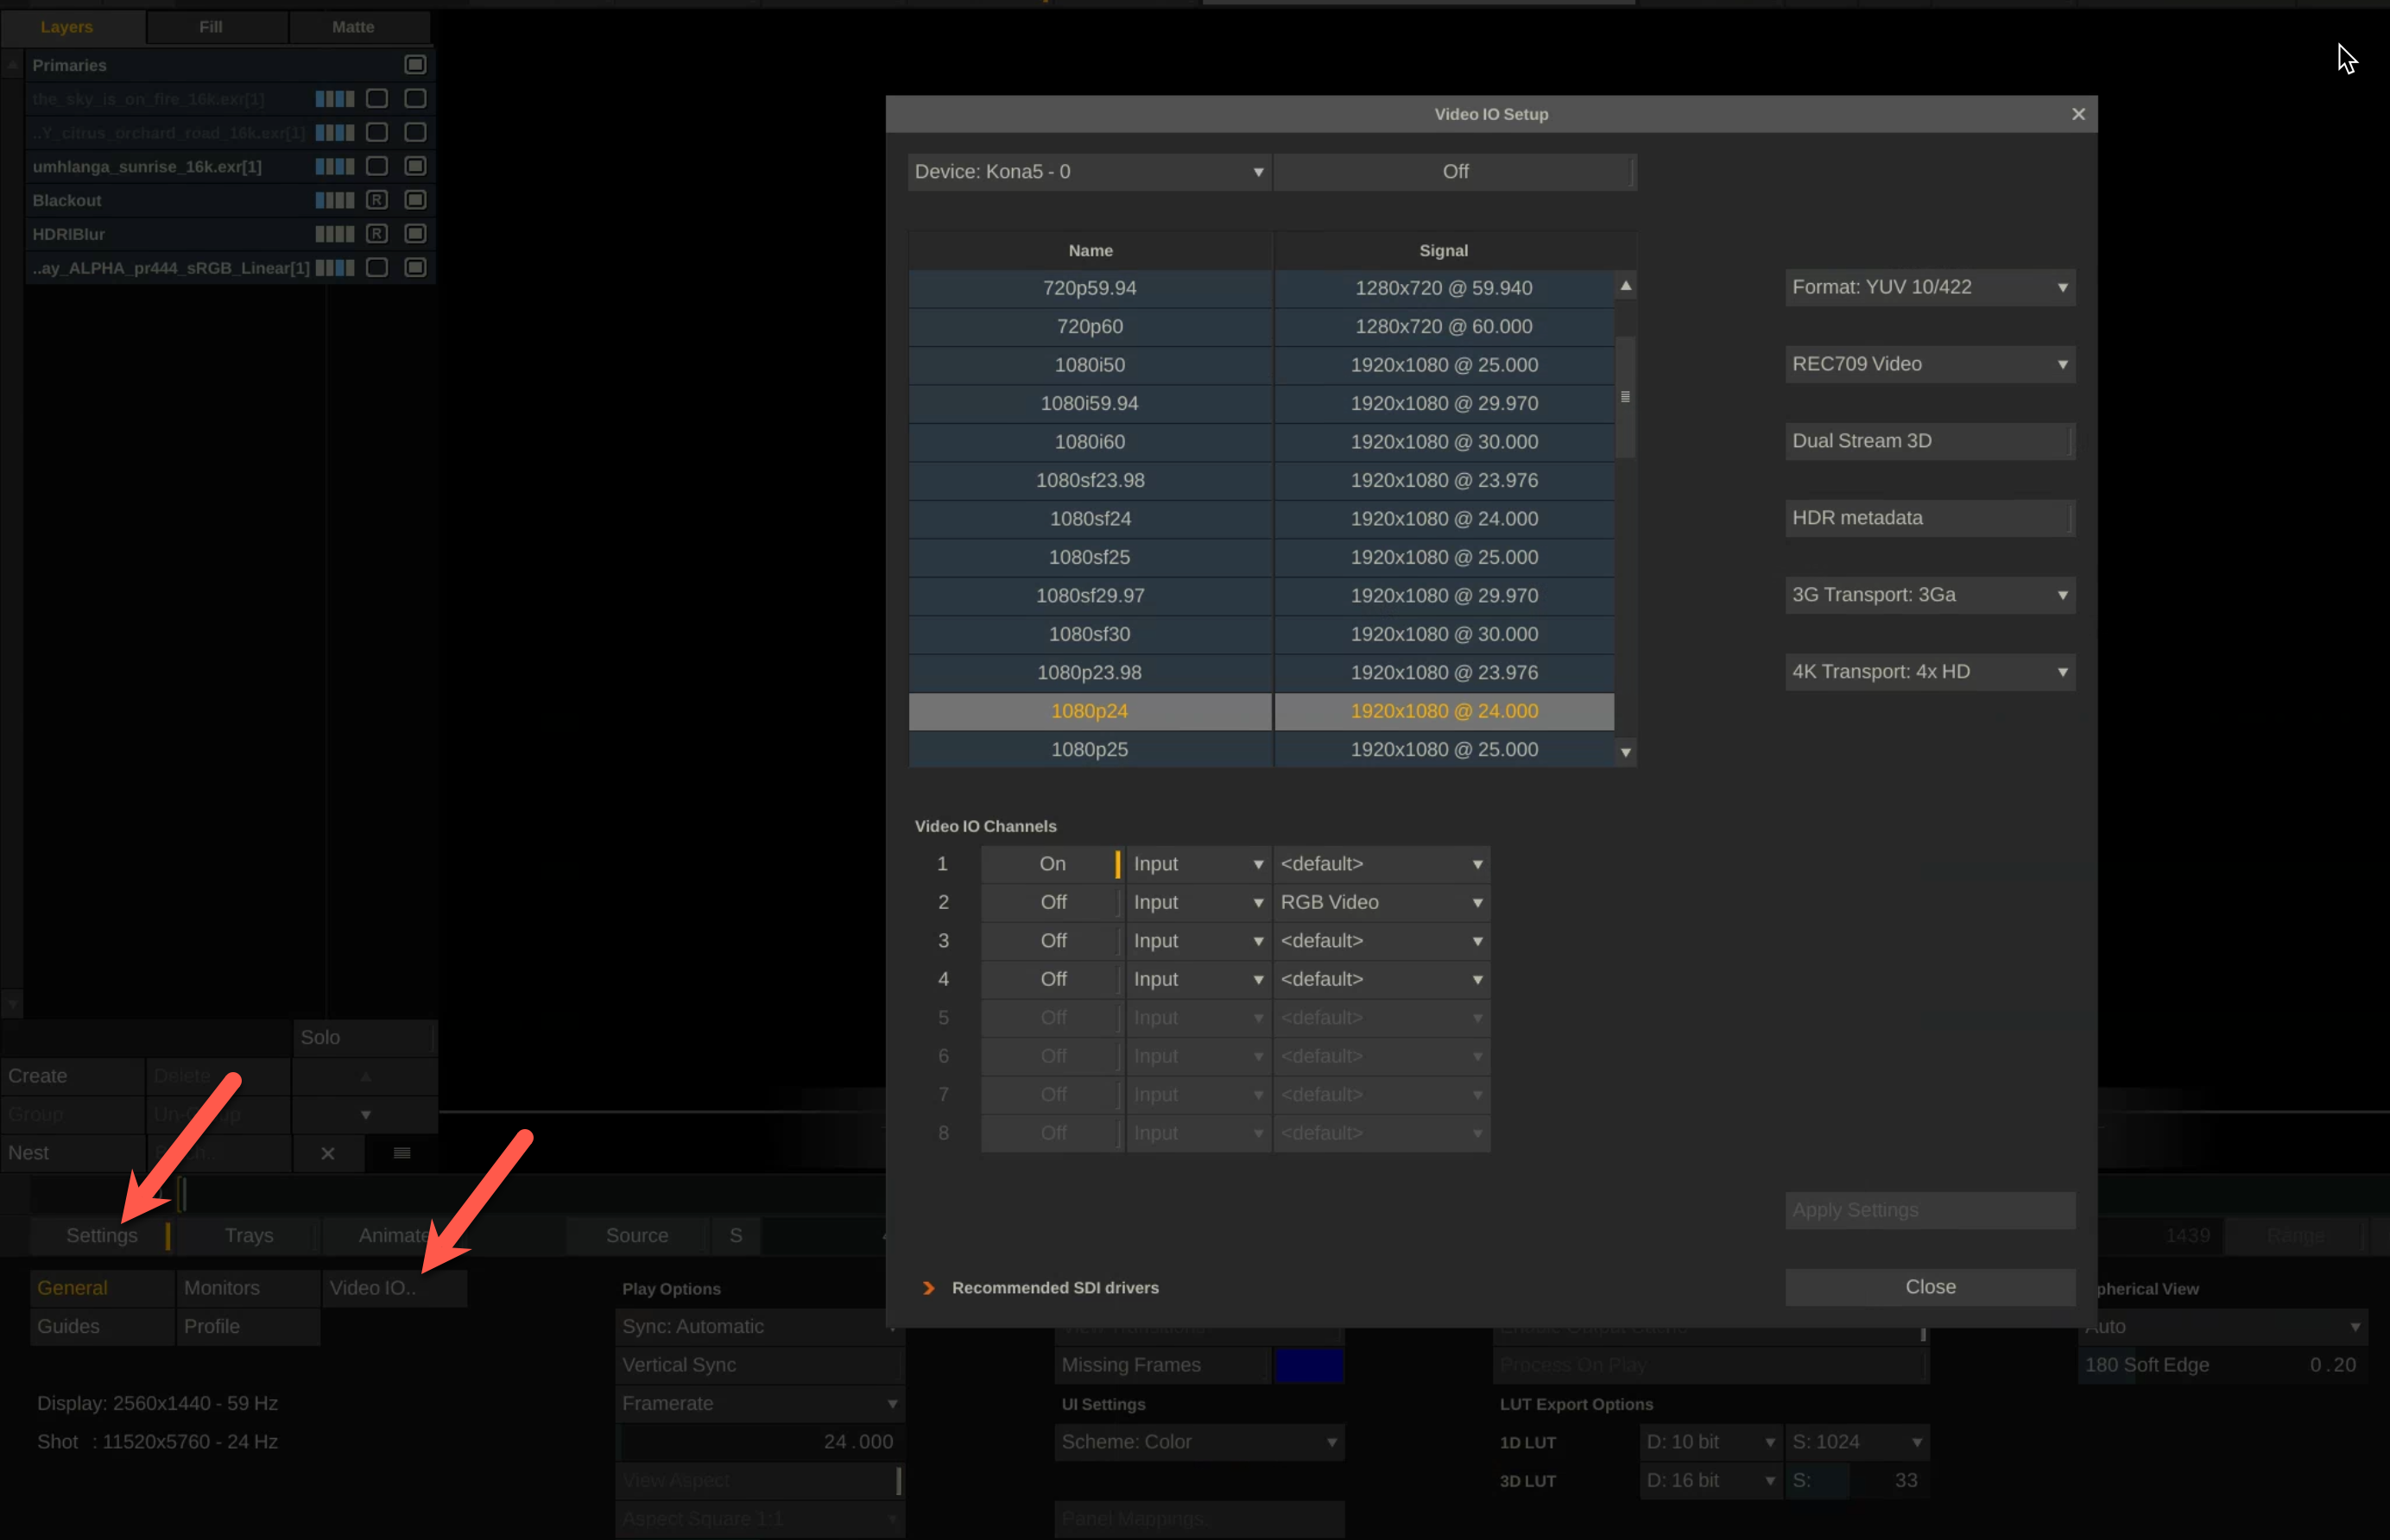 Layers Fill Matte
Primaries
the_sky_is_on_fire_16k.exr[1]
..Y_citrus_orchard_road_16k.exr[1]
umhlanga_sunrise_16k.exr[1]
Blackout R
HDRIBlur R
..ay_ALPHA_pr444_sRGB_Linear[1]
Solo
Create Delete
Group
Nest
Settings Trays Animate Source S
General Monitors Video IO..
Guides Profile
Display: 2560x1440 - 59 Hz
Shot : 11520x5760 - 24 Hz
Video IO Setup
Device: Kona5 - 0 Off
Name Signal
720p59.94 1280x720 @ 59.940
720p60 1280x720 @ 60.000
1080i50 1920x1080 @ 25.000
1080i59.94 1920x1080 @ 29.970
1080i60 1920x1080 @ 30.000
1080sf23.98 1920x1080 @ 23.976
1080sf24 1920x1080 @ 24.000
1080sf25 1920x1080 @ 25.000
1080sf29.97 1920x1080 @ 29.970
1080sf30 1920x1080 @ 30.000
1080p23.98 1920x1080 @ 23.976
1080p24 1920x1080 @ 24.000
1080p25 1920x1080 @ 25.000
Format: YUV 10/422
REC709 Video
Dual Stream 3D
HDR metadata
3G Transport: 3Ga
4K Transport: 4x HD
Video IO Channels
1 On Input <default>
2 Off Input RGB Video
3 Off Input <default>
4 Off Input <default>
5 Off Input <default>
6 Off Input <default>
7 Off Input <default>
8 Off Input <default>
Apply Settings
Recommended SDI drivers
Close
1439 Range
Play Options
Sync: Automatic
Vertical Sync
Framerate
24.000
View Aspect
Aspect Square 1:1
Missing Frames
UI Settings
Scheme: Color
Panel Mappings..
Process On Play
LUT Export Options
1D LUT D: 10 bit S: 1024
3D LUT D: 16 bit S: 33
pherical View
Auto
180 Soft Edge 0.20